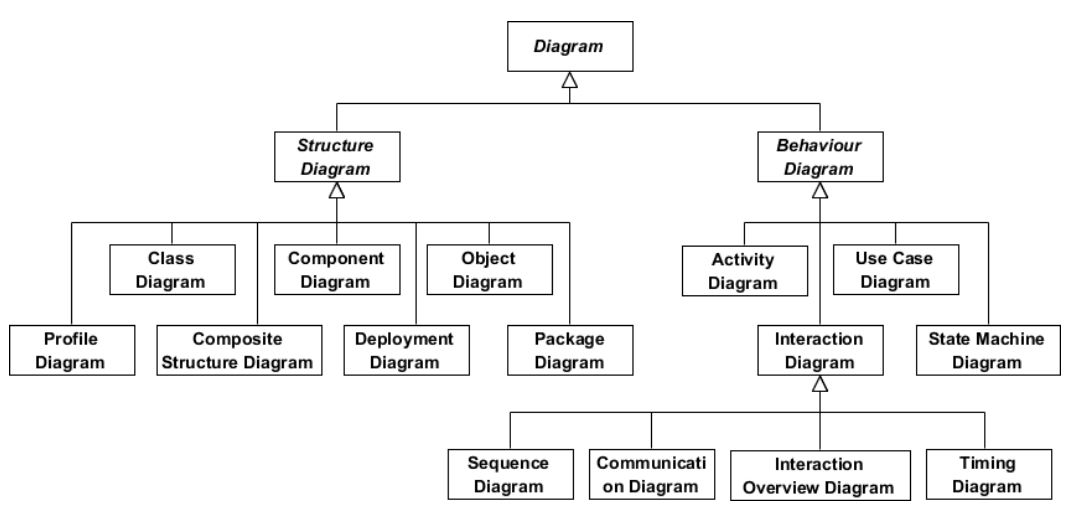 Diagram
Structure
Diagram
Behaviour
Diagram
Class
Diagram
Component
Diagram
Object
Diagram
Activity
Diagram
Use Case
Diagram
Profile
Diagram
Composite
Structure Diagram
Deployment
Diagram
Package
Diagram
Interaction
Diagram
State Machine
Diagram
Sequence
Diagram
Communicati
on Diagram
Interaction
Overview Diagram
Timing
Diagram